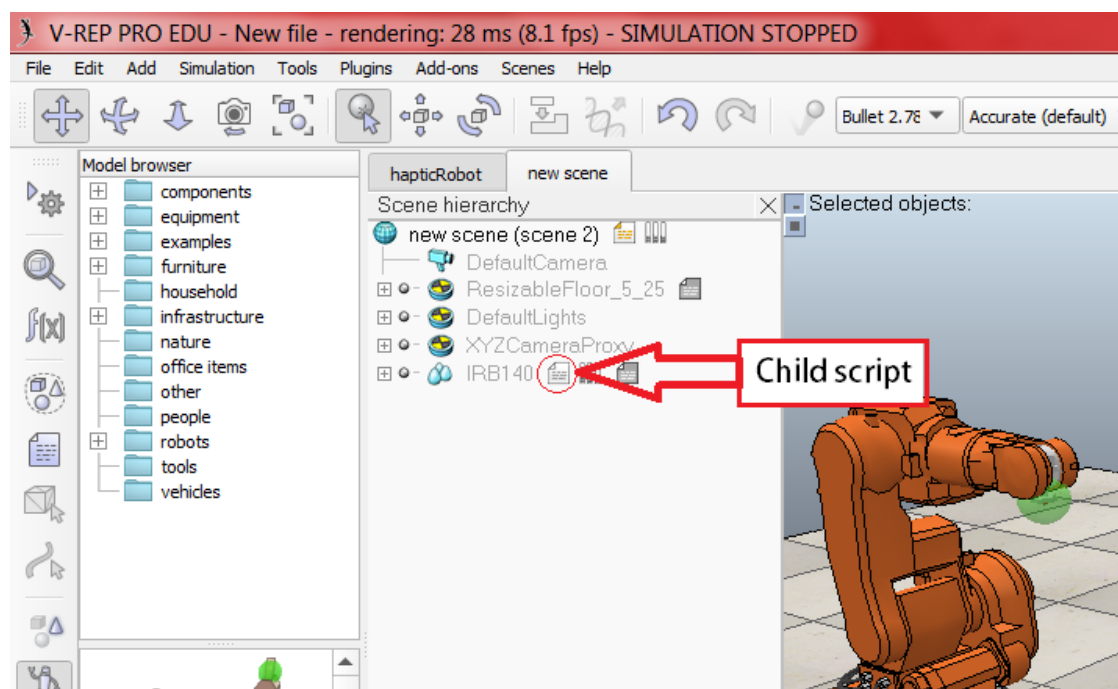 V-REP PRO EDU - New file - rendering: 28 ms (8.1 fps) - SIMULATION STOPPED
File Edit Add Simulation Tools Plugins Add-ons Scenes Help
Bullet 2.78 Accurate (default)
Model browser
components
equipment
examples
furniture
household
infrastructure
nature
office items
other
people
robots
tools
vehicles
hapticRobot new scene
Scene hierarchy
new scene (scene 2)
DefaultCamera
ResizableFloor_5_25
DefaultLights
XYZCameraProxy
IRB140
Selected objects:
Child script
f(x)